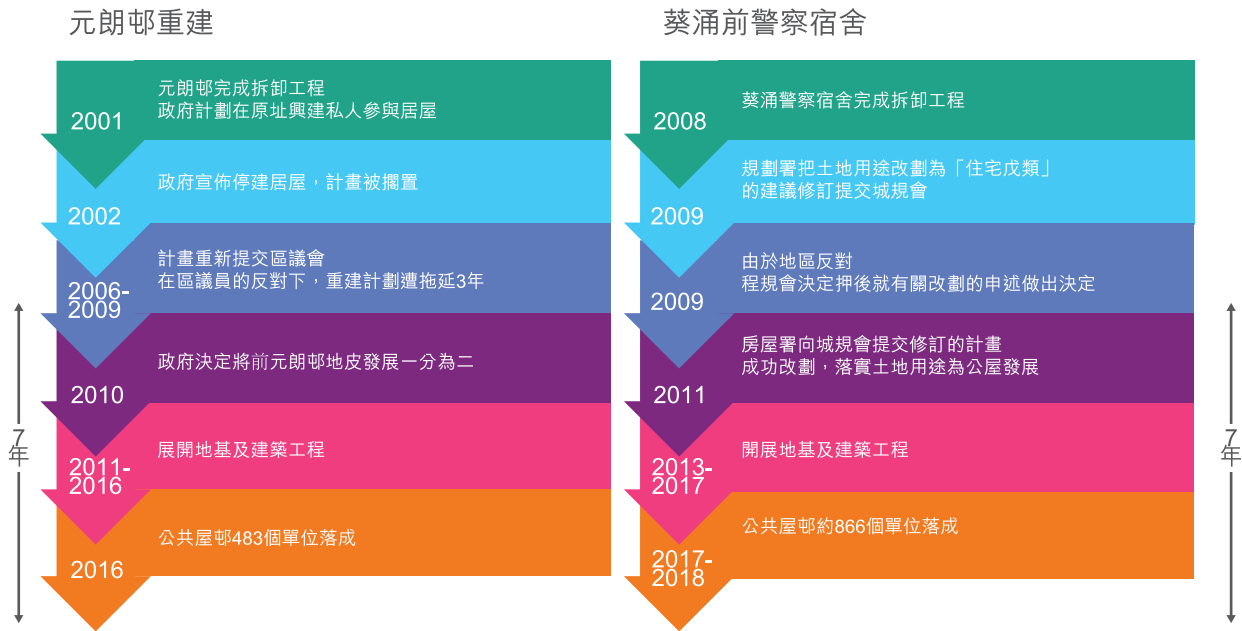 元朗邨重建
2001
元朗邨完成拆卸工程
政府計劃在原址興建私人參與居屋
2002
政府宣佈停建居屋，計畫被擱置
2006-
2009
計畫重新提交區議會
在區議員的反對下，重建計劃遭拖延3年
2010
政府決定將前元朗邨地皮發展一分為二
2011-
2016
展開地基及建築工程
2016
公共屋邨483個單位落成
7年
葵涌前警察宿舍
2008
葵涌警察宿舍完成拆卸工程
2009
規劃署把土地用途改劃為「住宅戊類」
的建議修訂提交城規會
2009
由於地區反對
程規會決定押後就有關改劃的申述做出決定
2011
房屋署向城規會提交修訂的計畫
成功改劃，落實土地用途為公屋發展
2013-
2017
開展地基及建築工程
2017-
2018
公共屋邨約866個單位落成
7年